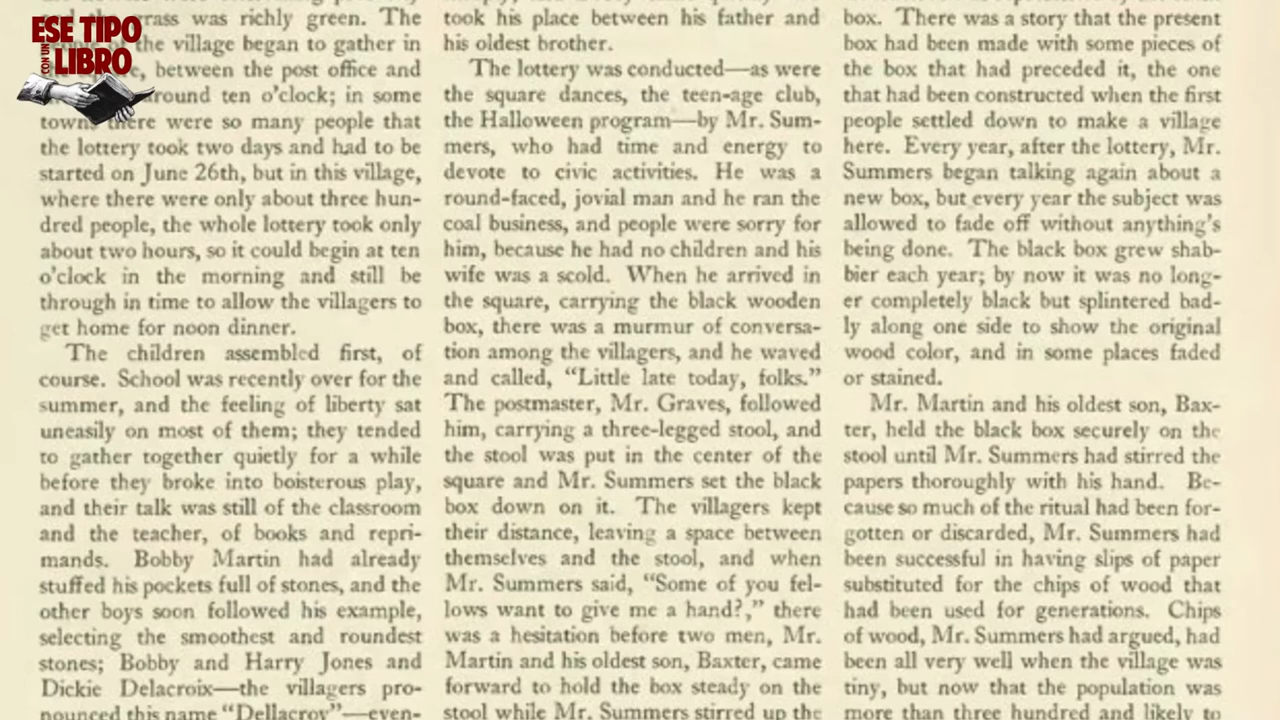 ESE TIPO
CON UN
LIBRO
grass was richly green. The
the village began to gather in
between the post office and
round ten o'clock; in some
towns there were so many people that
the lottery took two days and had to be
started on June 26th, but in this village,
where there were only about three hun-
dred people, the whole lottery took only
about two hours, so it could begin at ten
o'clock in the morning and still be
through in time to allow the villagers to
get home for noon dinner.
The children assembled first, of
course. School was recently over for the
summer, and the feeling of liberty sat
uneasily on most of them; they tended
to gather together quietly for a while
before they broke into boisterous play,
and their talk was still of the classroom
and the teacher, of books and repri-
mands. Bobby Martin had already
stuffed his pockets full of stones, and the
other boys soon followed his example,
selecting the smoothest and roundest
stones; Bobby and Harry Jones and
Dickie Delacroix—the villagers pro-
nounced this name "Dellacroy"—even-
took his place between his father and
his oldest brother.
The lottery was conducted—as were
the square dances, the teen-age club,
the Halloween program—by Mr. Sum-
mers, who had time and energy to
devote to civic activities. He was a
round-faced, jovial man and he ran the
coal business, and people were sorry for
him, because he had no children and his
wife was a scold. When he arrived in
the square, carrying the black wooden
box, there was a murmur of conversa-
tion among the villagers, and he waved
and called, "Little late today, folks."
The postmaster, Mr. Graves, followed
him, carrying a three-legged stool, and
the stool was put in the center of the
square and Mr. Summers set the black
box down on it. The villagers kept
their distance, leaving a space between
themselves and the stool, and when
Mr. Summers said, "Some of you fel-
lows want to give me a hand?," there
was a hesitation before two men, Mr.
Martin and his oldest son, Baxter, came
forward to hold the box steady on the
stool while Mr. Summers stirred up the
box. There was a story that the present
box had been made with some pieces of
the box that had preceded it, the one
that had been constructed when the first
people settled down to make a village
here. Every year, after the lottery, Mr.
Summers began talking again about a
new box, but every year the subject was
allowed to fade off without anything's
being done. The black box grew shab-
bier each year; by now it was no long-
er completely black but splintered bad-
ly along one side to show the original
wood color, and in some places faded
or stained.
Mr. Martin and his oldest son, Bax-
ter, held the black box securely on the
stool until Mr. Summers had stirred the
papers thoroughly with his hand. Be-
cause so much of the ritual had been for-
gotten or discarded, Mr. Summers had
been successful in having slips of paper
substituted for the chips of wood that
had been used for generations. Chips
of wood, Mr. Summers had argued, had
been all very well when the village was
tiny, but now that the population was
more than three hundred and likely to